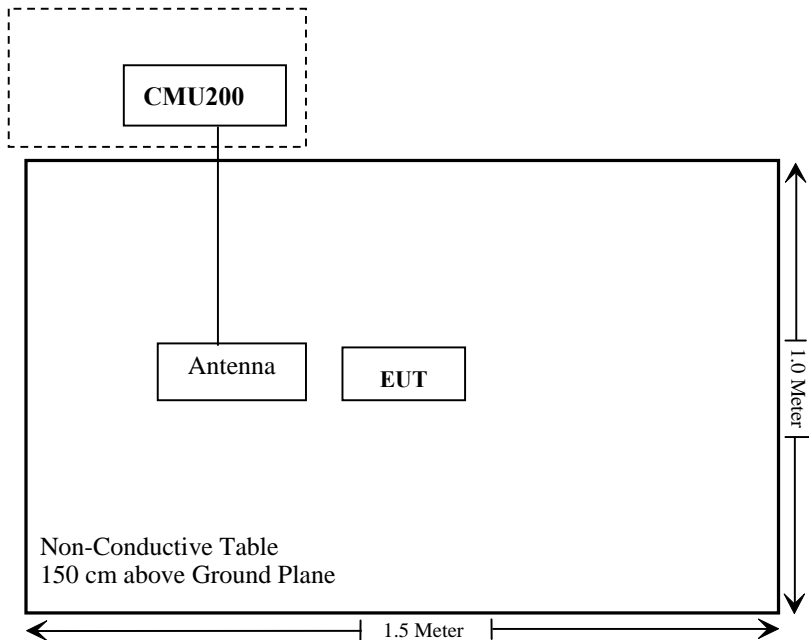 CMU200
Antenna
EUT
1.0 Meter
Non-Conductive Table
150 cm above Ground Plane
1.5 Meter